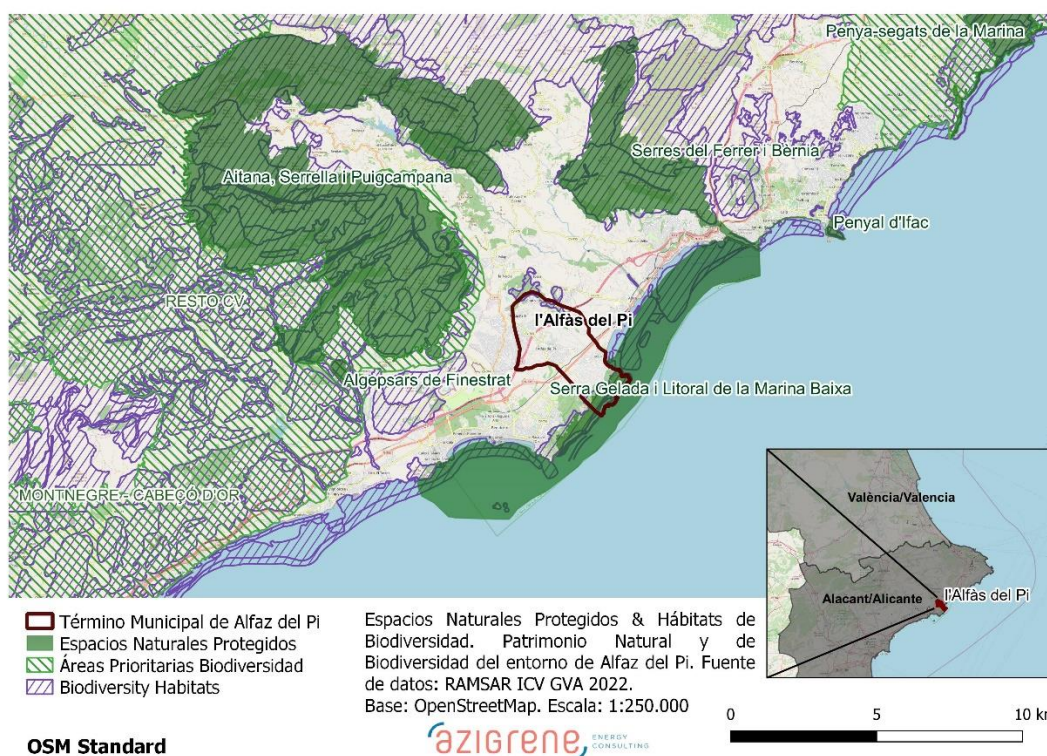 Penya-segats de la Marina
Serres del Ferrer i Bèrnia
Aitana, Serrella i Puigcampana
Penyal d'Ifac
RESTO CV
l'Alfàs del Pi
Algepsars de Finestrat
Serra Gelada i Litoral de la Marina Baixa
MONTNEGRE - CABEÇO D'OR
València/Valencia
Alacant/Alicante
l'Alfàs del Pi
Término Municipal de Alfaz del Pi
Espacios Naturales Protegidos
Áreas Prioritarias Biodiversidad
Biodiversity Habitats
OSM Standard
Espacios Naturales Protegidos & Hábitats de
Biodiversidad. Patrimonio Natural y de
Biodiversidad del entorno de Alfaz del Pi. Fuente
de datos: RAMSAR ICV GVA 2022.
Base: OpenStreetMap. Escala: 1:250.000
azigrene ENERGY
CONSULTING
0 5 10 km